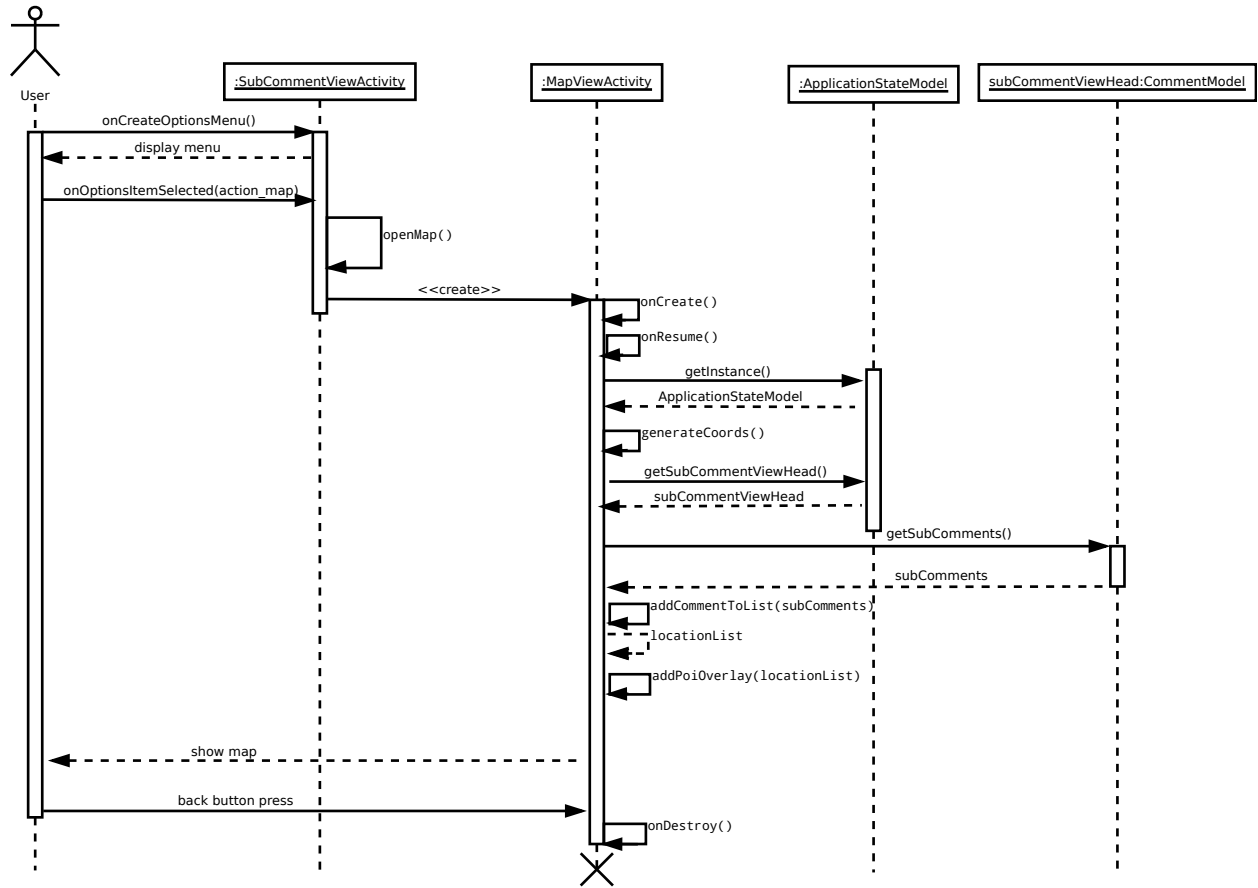 User
:SubCommentViewActivity
:MapViewActivity
:ApplicationStateModel
subCommentViewHead:CommentModel
onCreateOptionsMenu()
display menu
onOptionsItemSelected(action_map)
openMap()
<<create>>
onCreate()
onResume()
getInstance()
ApplicationStateModel
generateCoords()
getSubCommentViewHead()
subCommentViewHead
getSubComments()
subComments
addCommentToList(subComments)
locationList
addPoiOverlay(locationList)
show map
back button press
onDestroy()